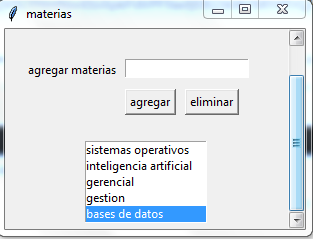 materias
agregar materias
agregar eliminar
sistemas operativos
inteligencia artificial
gerencial
gestion
bases de datos